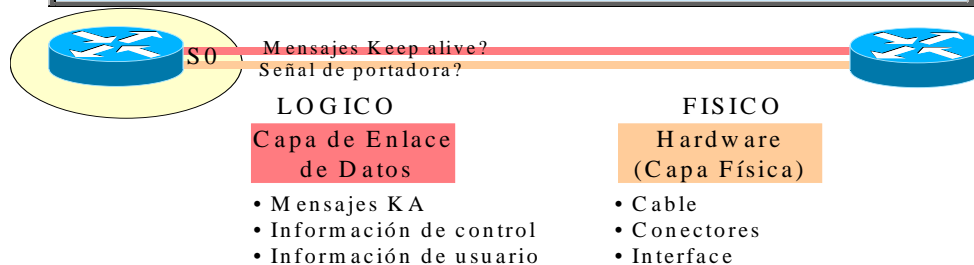 S0
Mensajes Keep alive?
Señal de portadora?
LOGICO
FISICO
Capa de Enlace
de Datos
Hardware
(Capa Física)
• Mensajes KA
• Información de control
• Información de usuario
• Cable
• Conectores
• Interface